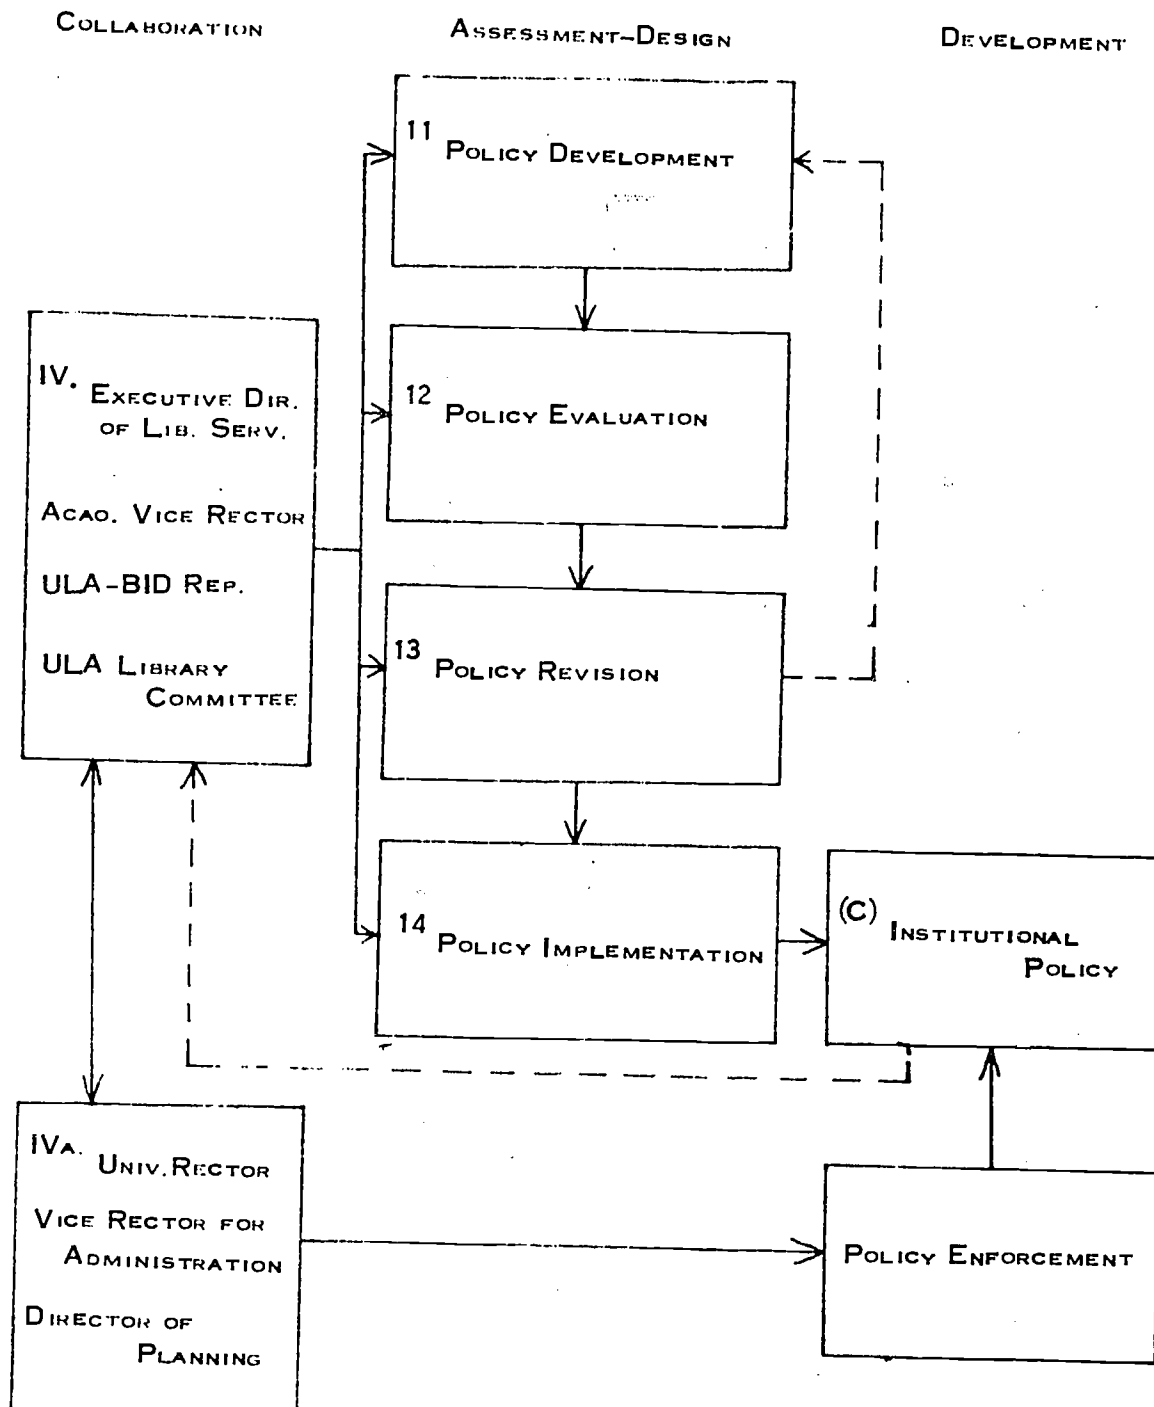 COLLABORATION
ASSESSMENT-DESIGN
DEVELOPMENT
11 POLICY DEVELOPMENT
12 POLICY EVALUATION
IV. EXECUTIVE DIR.
OF LIB. SERV.
ACAD. VICE RECTOR
ULA-BID REP.
ULA LIBRARY
COMMITTEE
13 POLICY REVISION
14 POLICY IMPLEMENTATION
(C) INSTITUTIONAL
POLICY
IVA. UNIV. RECTOR
VICE RECTOR FOR
ADMINISTRATION
DIRECTOR OF
PLANNING
POLICY ENFORCEMENT